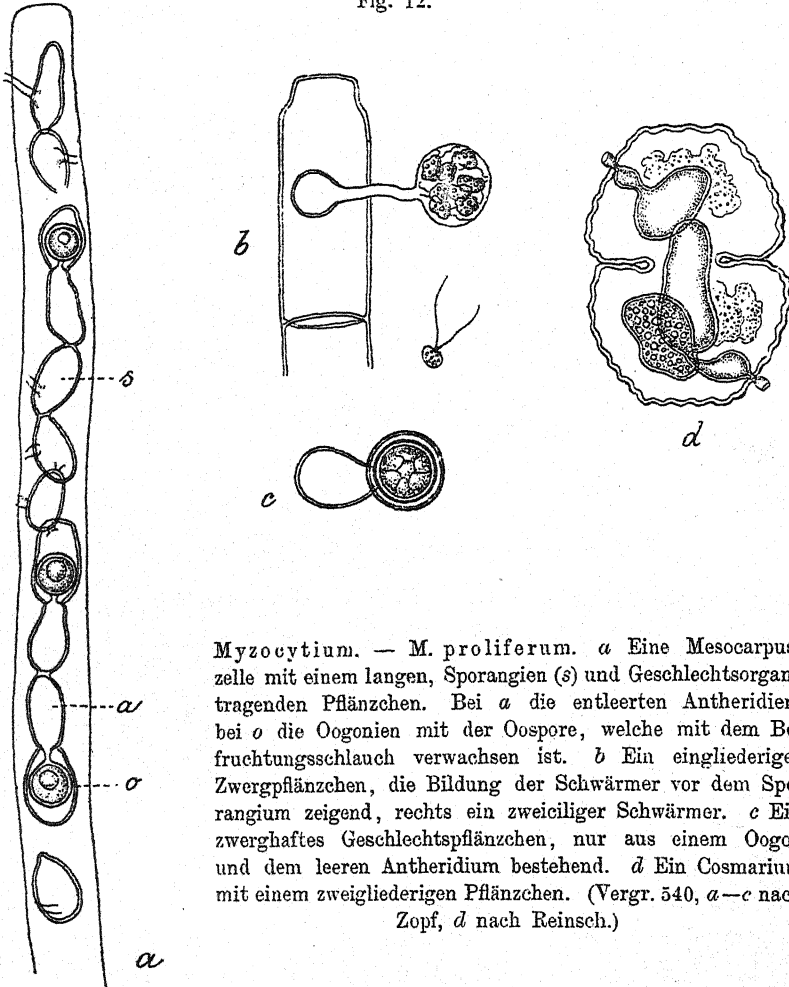 Fig. 12.
b
d
s
c
a
o
a
Myzocytium. — M. proliferum. a Eine Mesocarpus
zelle mit einem langen, Sporangien (s) und Geschlechtsorgan
tragenden Pflänzchen. Bei a die entleerten Antheridien
bei o die Oogonien mit der Oospore, welche mit dem Be
fruchtungsschlauch verwachsen ist. b Ein eingliederige
Zwergpflänzchen, die Bildung der Schwärmer vor dem Spo
rangium zeigend, rechts ein zweiciliger Schwärmer. c Ei
zwerghaftes Geschlechtspflänzchen, nur aus einem Oogo
und dem leeren Antheridium bestehend. d Ein Cosmarium
mit einem zweigliederigen Pflänzchen. (Vergr. 540, a—c nac
Zopf, d nach Reinsch.)